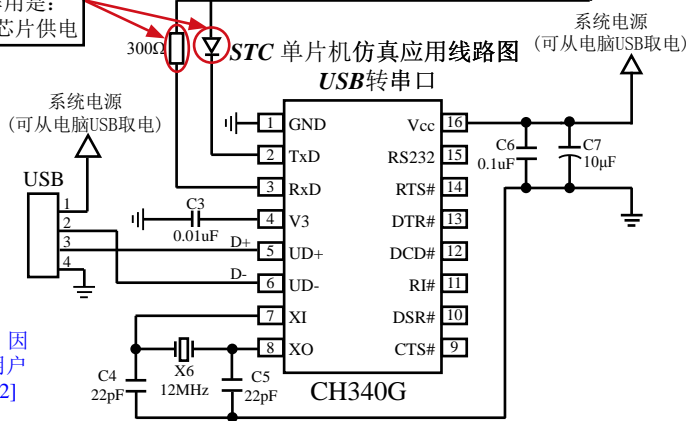 作用是：
芯片供电
300Ω
STC 单片机仿真应用线路图
USB转串口
系统电源
(可从电脑USB取电)
系统电源
(可从电脑USB取电)
USB
1
2
3
4
D+
D-
C3
0.01uF
1 GND
2 TxD
3 RxD
4 V3
5 UD+
6 UD-
7 XI
8 XO
Vcc 16
RS232 15
RTS# 14
DTR# 13
DCD# 12
RI# 11
DSR# 10
CTS# 9
CH340G
C6
0.1uF
C7
10μF
C4
22pF
X6
12MHz
C5
22pF
因
用户
2]